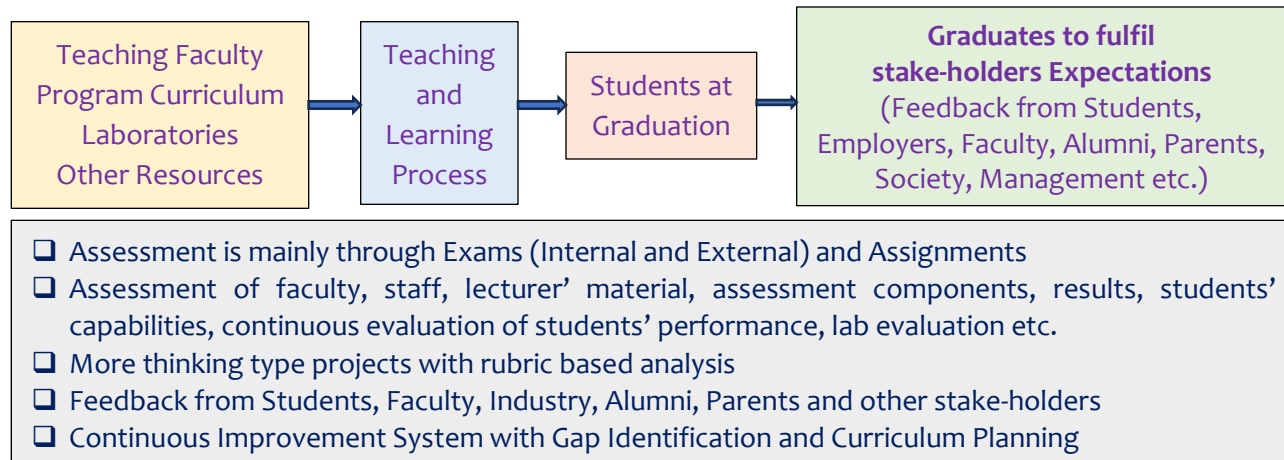 Teaching Faculty
Program Curriculum
Laboratories
Other Resources
Teaching
and
Learning
Process
Students at
Graduation
Graduates to fulfil
stake-holders Expectations
(Feedback from Students,
Employers, Faculty, Alumni, Parents,
Society, Management etc.)
❑ Assessment is mainly through Exams (Internal and External) and Assignments
❑ Assessment of faculty, staff, lecturer’ material, assessment components, results, students’
capabilities, continuous evaluation of students’ performance, lab evaluation etc.
❑ More thinking type projects with rubric based analysis
❑ Feedback from Students, Faculty, Industry, Alumni, Parents and other stake-holders
❑ Continuous Improvement System with Gap Identification and Curriculum Planning